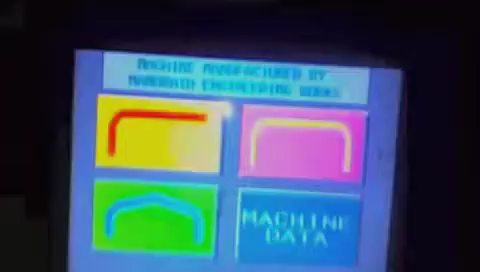 MACHINE MANUFACTURED BY
ENGINEERING WORKS
MACHINE
DATA